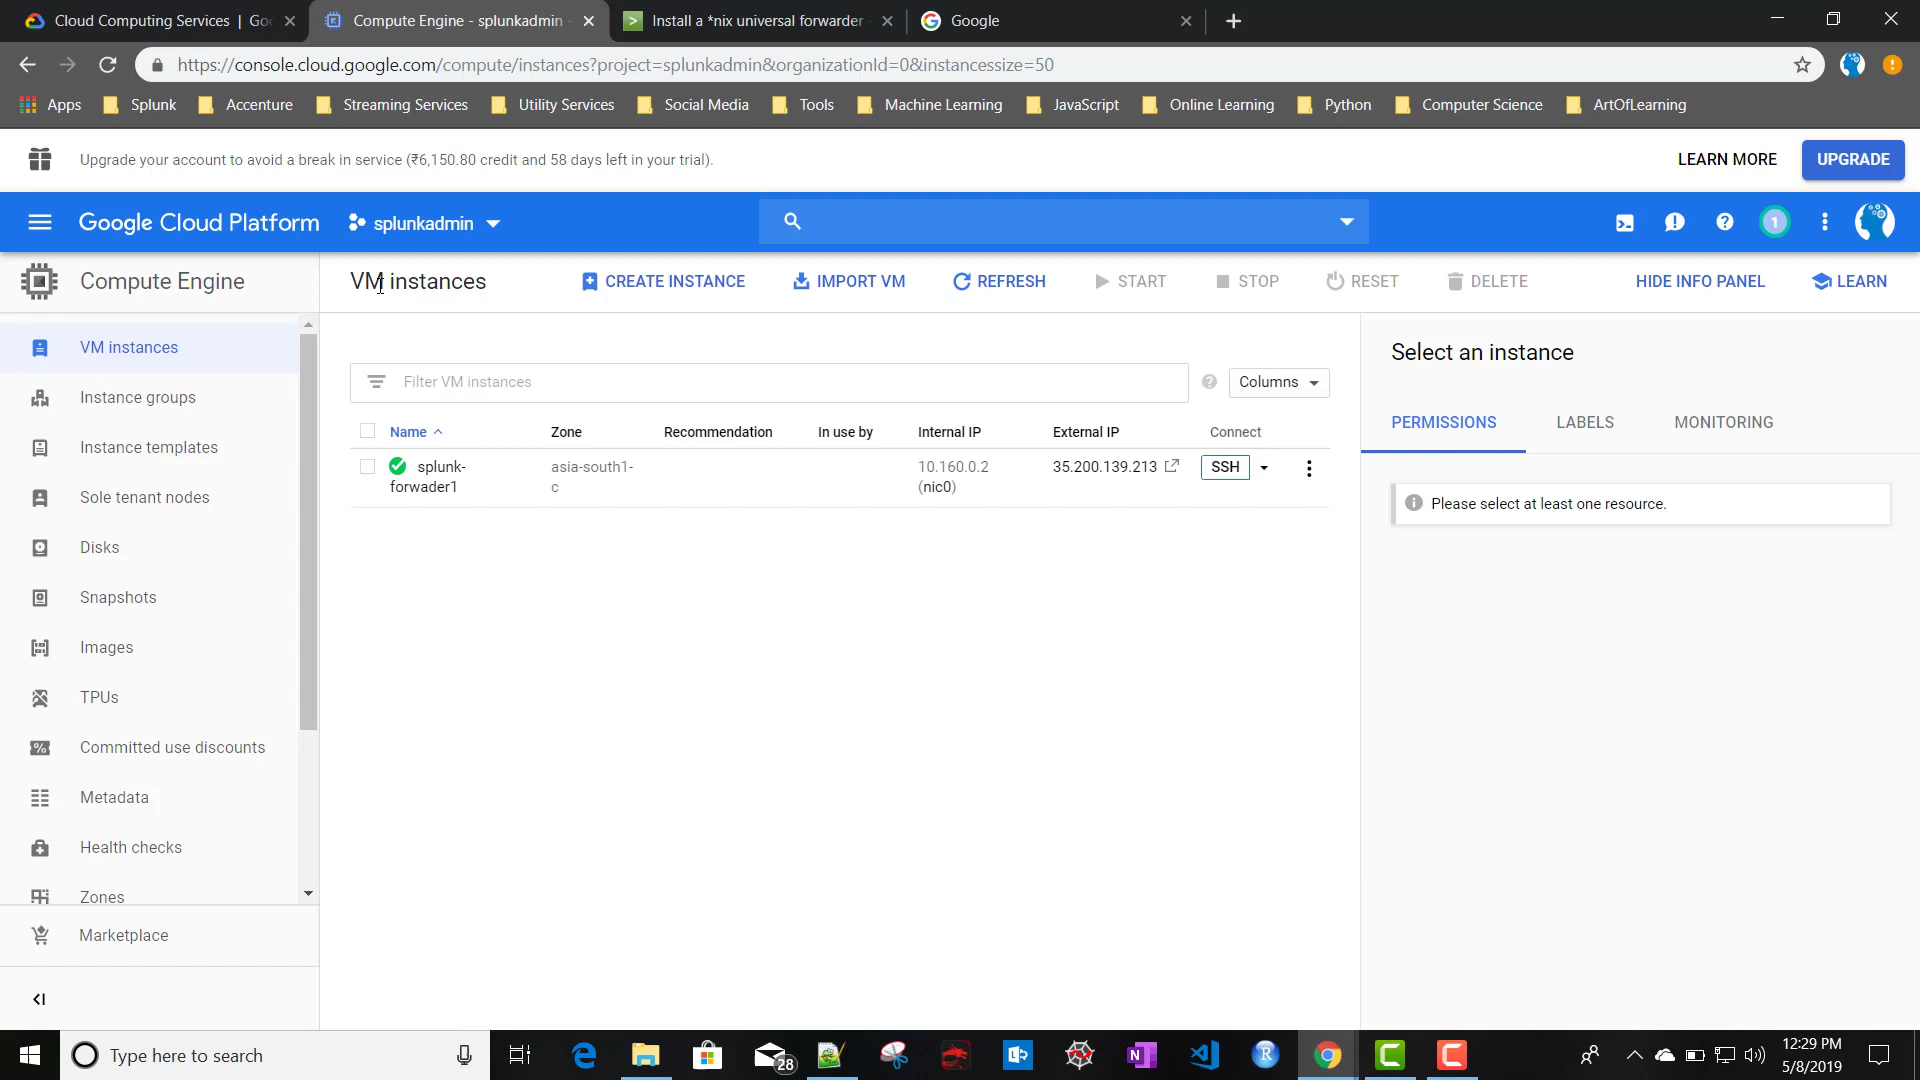 Cloud Computing Services | Goo
Compute Engine - splunkadmin
Install a *nix universal forwarder
Google
https://console.cloud.google.com/compute/instances?project=splunkadmin&organizationId=0&instancessize=50
Apps
Splunk
Accenture
Streaming Services
Utility Services
Social Media
Tools
Machine Learning
JavaScript
Online Learning
Python
Computer Science
ArtOfLearning
Upgrade your account to avoid a break in service (₹6,150.80 credit and 58 days left in your trial).
LEARN MORE
UPGRADE
Google Cloud Platform
splunkadmin
1
Compute Engine
VM instances
CREATE INSTANCE
IMPORT VM
REFRESH
START
STOP
RESET
DELETE
HIDE INFO PANEL
LEARN
VM instances
Instance groups
Instance templates
Sole tenant nodes
Disks
Snapshots
Images
TPUs
Committed use discounts
Metadata
Health checks
Zones
Marketplace
Filter VM instances
Columns
Name
Zone
Recommendation
In use by
Internal IP
External IP
Connect
splunk-
forwader1
asia-south1-
c
10.160.0.2
(nic0)
35.200.139.213
SSH
Select an instance
PERMISSIONS
LABELS
MONITORING
Please select at least one resource.
Type here to search
28
12:29 PM
5/8/2019